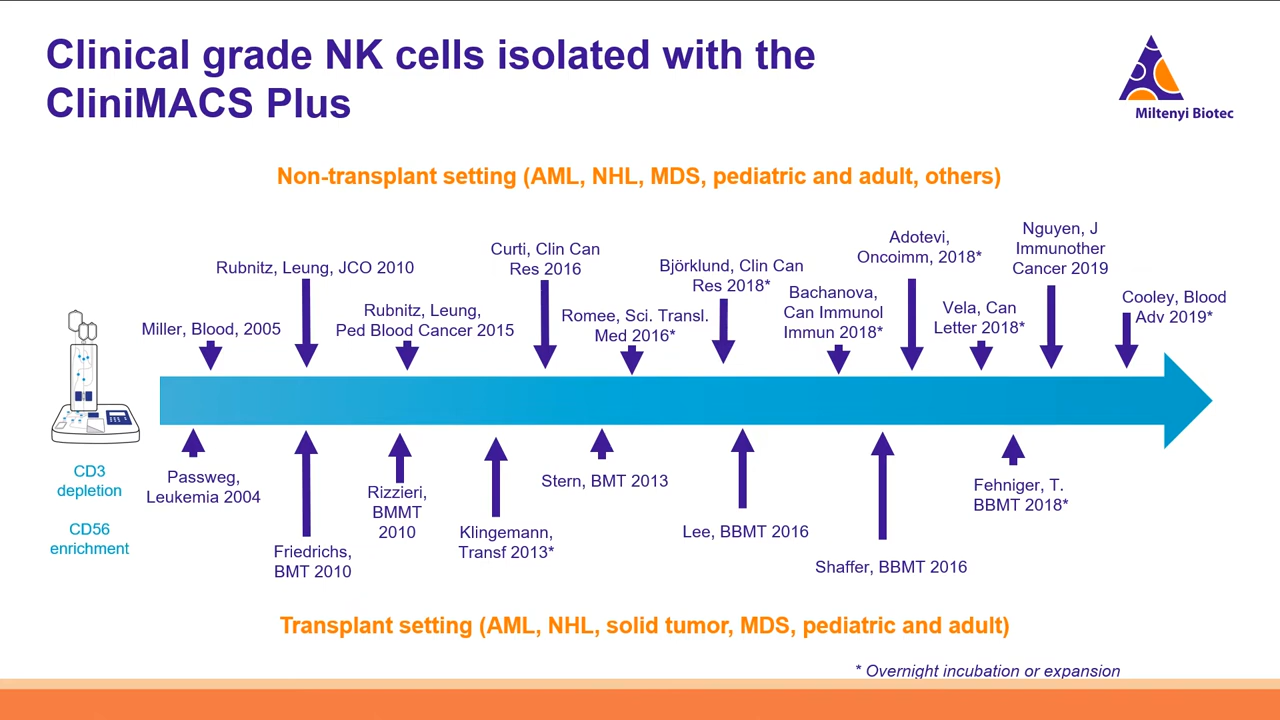 Clinical grade NK cells isolated with the
CliniMACS Plus
Miltenyi Biotec
Non-transplant setting (AML, NHL, MDS, pediatric and adult, others)
Miller, Blood, 2005
Rubnitz, Leung, JCO 2010
Rubnitz, Leung,
Ped Blood Cancer 2015
Curti, Clin Can
Res 2016
Romee, Sci. Transl.
Med 2016*
Björklund, Clin Can
Res 2018*
Bachanova,
Can Immunol
Immun 2018*
Adotevi,
Oncoimm, 2018*
Vela, Can
Letter 2018*
Nguyen, J
Immunother
Cancer 2019
Cooley, Blood
Adv 2019*
CD3
depletion
CD56
enrichment
Passweg,
Leukemia 2004
Friedrichs,
BMT 2010
Rizzieri,
BMMT
2010
Klingemann,
Transf 2013*
Stern, BMT 2013
Lee, BBMT 2016
Shaffer, BBMT 2016
Fehniger, T.
BBMT 2018*
Transplant setting (AML, NHL, solid tumor, MDS, pediatric and adult)
* Overnight incubation or expansion